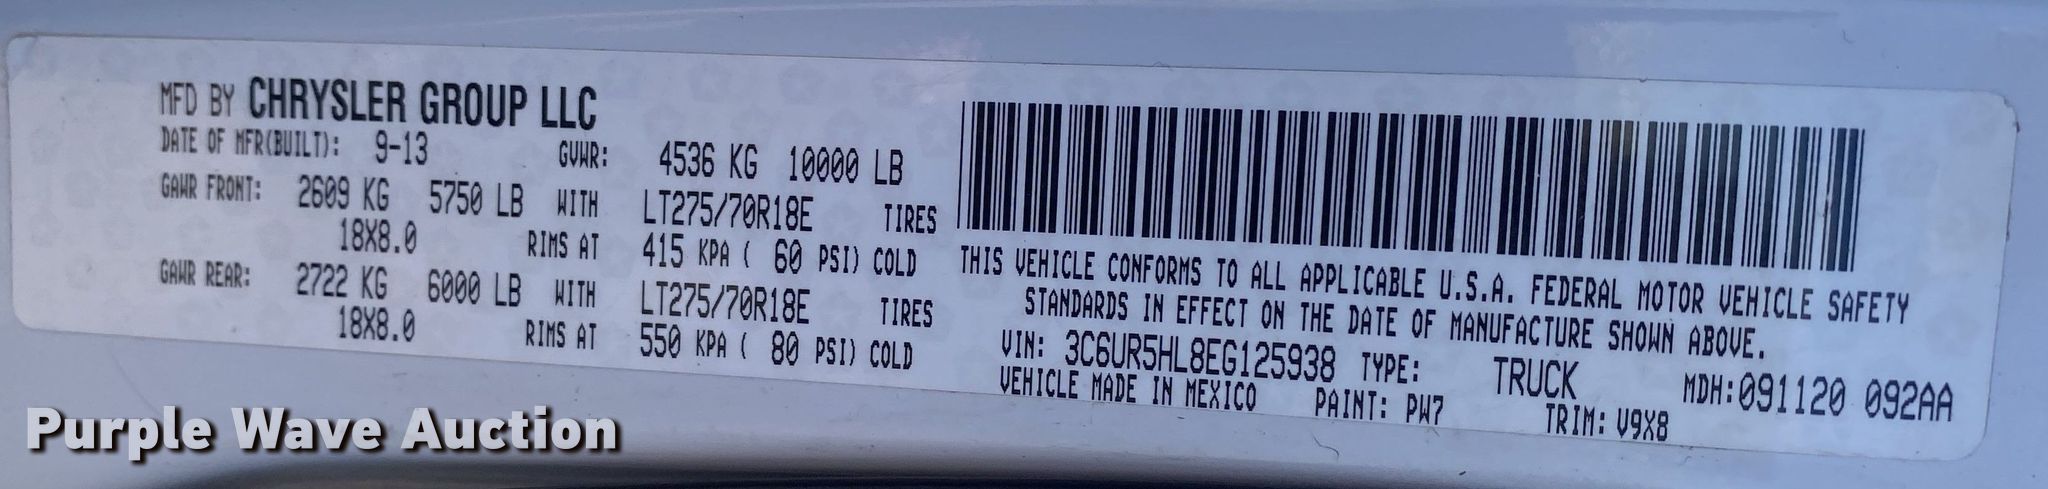 MFD BY CHRYSLER GROUP LLC
DATE OF MFR(BUILT): 9-13 GVWR: 4536 KG 10000 LB
GAWR FRONT: 2609 KG 5750 LB WITH LT275/70R18E TIRES
18X8.0 RIMS AT 415 KPA ( 60 PSI) COLD
GAWR REAR: 2722 KG 6000 LB WITH LT275/70R18E TIRES
18X8.0 RIMS AT 550 KPA ( 80 PSI) COLD
THIS VEHICLE CONFORMS TO ALL APPLICABLE U.S.A. FEDERAL MOTOR VEHICLE SAFETY
STANDARDS IN EFFECT ON THE DATE OF MANUFACTURE SHOWN ABOVE.
VIN: 3C6UR5HL8EG125938 TYPE: TRUCK MDH:091120 092AA
VEHICLE MADE IN MEXICO PAINT: PW7 TRIM: V9X8
Purple Wave Auction